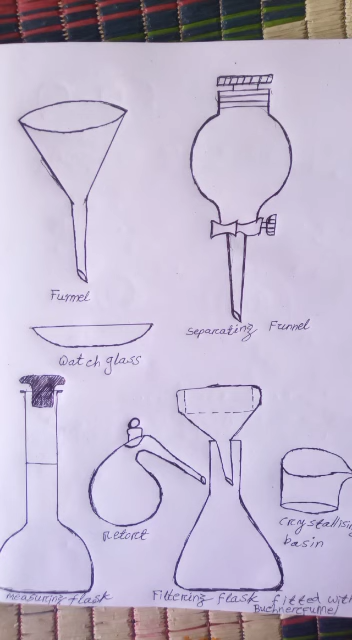 Funnel
Separating Funnel
Watch glass
Retort
crystallising
basin
measuring flask
Filtering flask fitted with
Buchner funnel